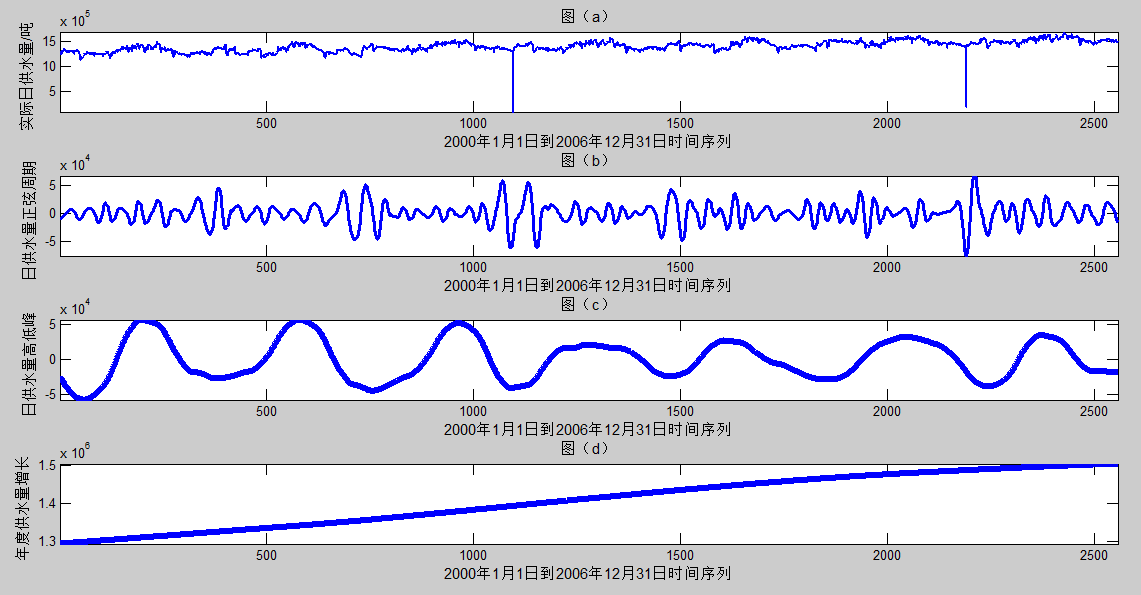 图（a）
x 10^5
实际日供水量/吨
15
10
5
500 1000 1500 2000 2500
2000年1月1日到2006年12月31日时间序列
图（b）
x 10^4
日供水量正弦周期
5
0
-5
500 1000 1500 2000 2500
2000年1月1日到2006年12月31日时间序列
图（c）
x 10^4
日供水量高低峰
5
0
-5
500 1000 1500 2000 2500
2000年1月1日到2006年12月31日时间序列
图（d）
x 10^6
年度供水量增长
1.5
1.4
1.3
500 1000 1500 2000 2500
2000年1月1日到2006年12月31日时间序列